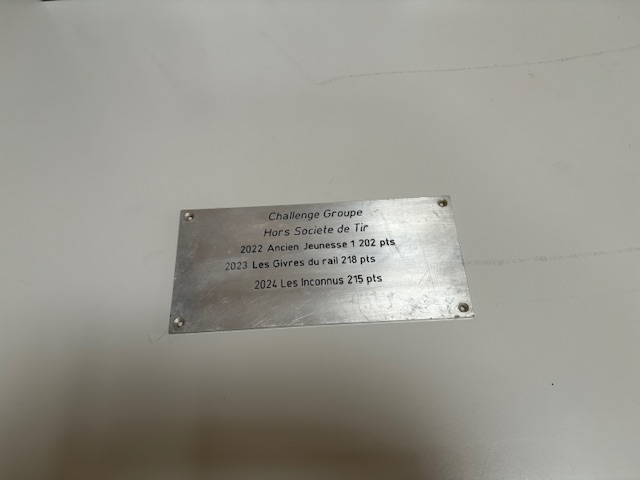 Challenge Groupe
Hors Societe de Tir
2022 Ancien Jeunesse 1 202 pts
2023 Les Givres du rail 218 pts
2024 Les Inconnus 215 pts